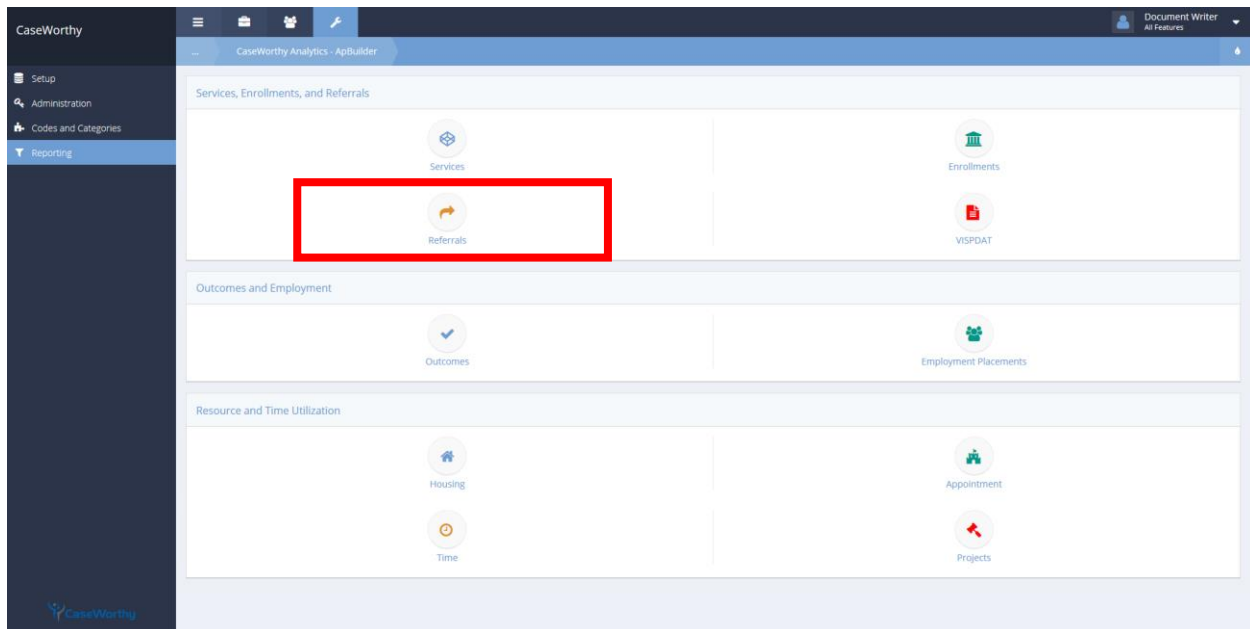 CaseWorthy
Document Writer
All Features
... CaseWorthy Analytics - ApBuilder
Setup
Administration
Codes and Categories
Reporting
Services, Enrollments, and Referrals
Services Enrollments
Referrals VISPDAT
Outcomes and Employment
Outcomes Employment Placements
Resource and Time Utilization
Housing Appointment
Time Projects
CaseWorthy